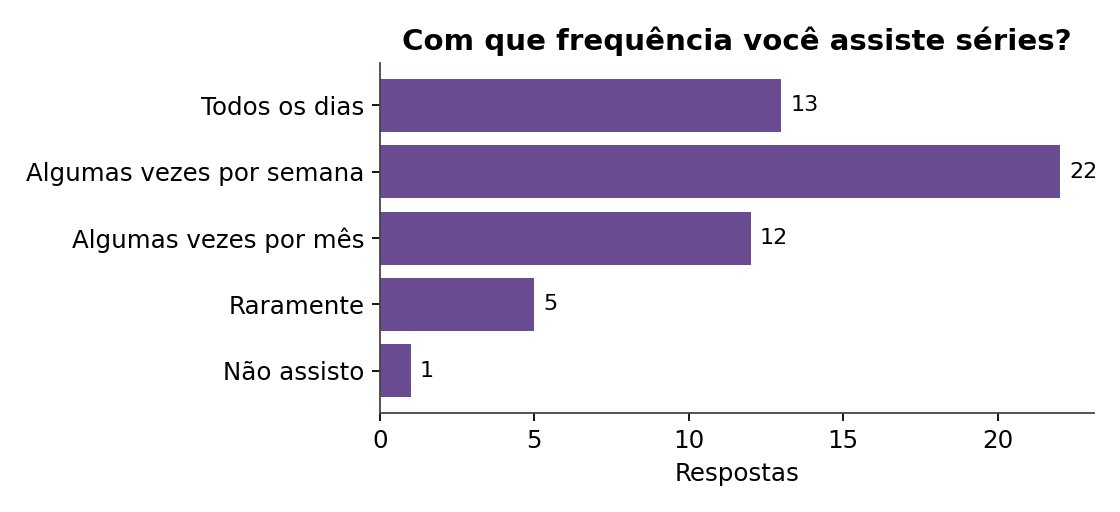 Com que frequência você assiste séries?
Todos os dias 13
Algumas vezes por semana 22
Algumas vezes por mês 12
Raramente 5
Não assisto 1
0 5 10 15 20
Respostas